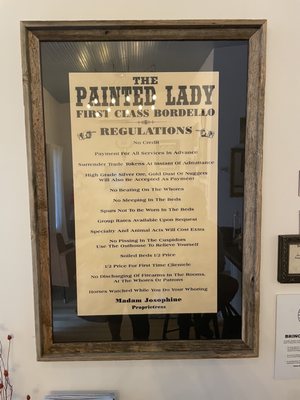 THE
PAINTED LADY
FIRST CLASS BORDELLO
REGULATIONS
No Credit
Payment For All Services In Advance
Surrender Trade Tokens At Instant Of Admittance
High Grade Silver Ore, Gold Dust Or Nuggets
Will Also Be Accepted As Payment
No Beating On The Whores
No Sleeping In The Beds
Spurs Not To Be Worn In The Beds
Group Rates Available Upon Request
Specialty And Animal Acts Will Cost Extra
No Pissing In The Cuspidors
Use The Outhouse To Relieve Yourself
Soiled Beds 1/2 Price
1/2 Price For First Time Clientele
No Discharging Of Firearms In The Rooms,
At The Whores Or Patrons
Horses Watched While You Do Your Whoring
Madam Josephine
Proprietress